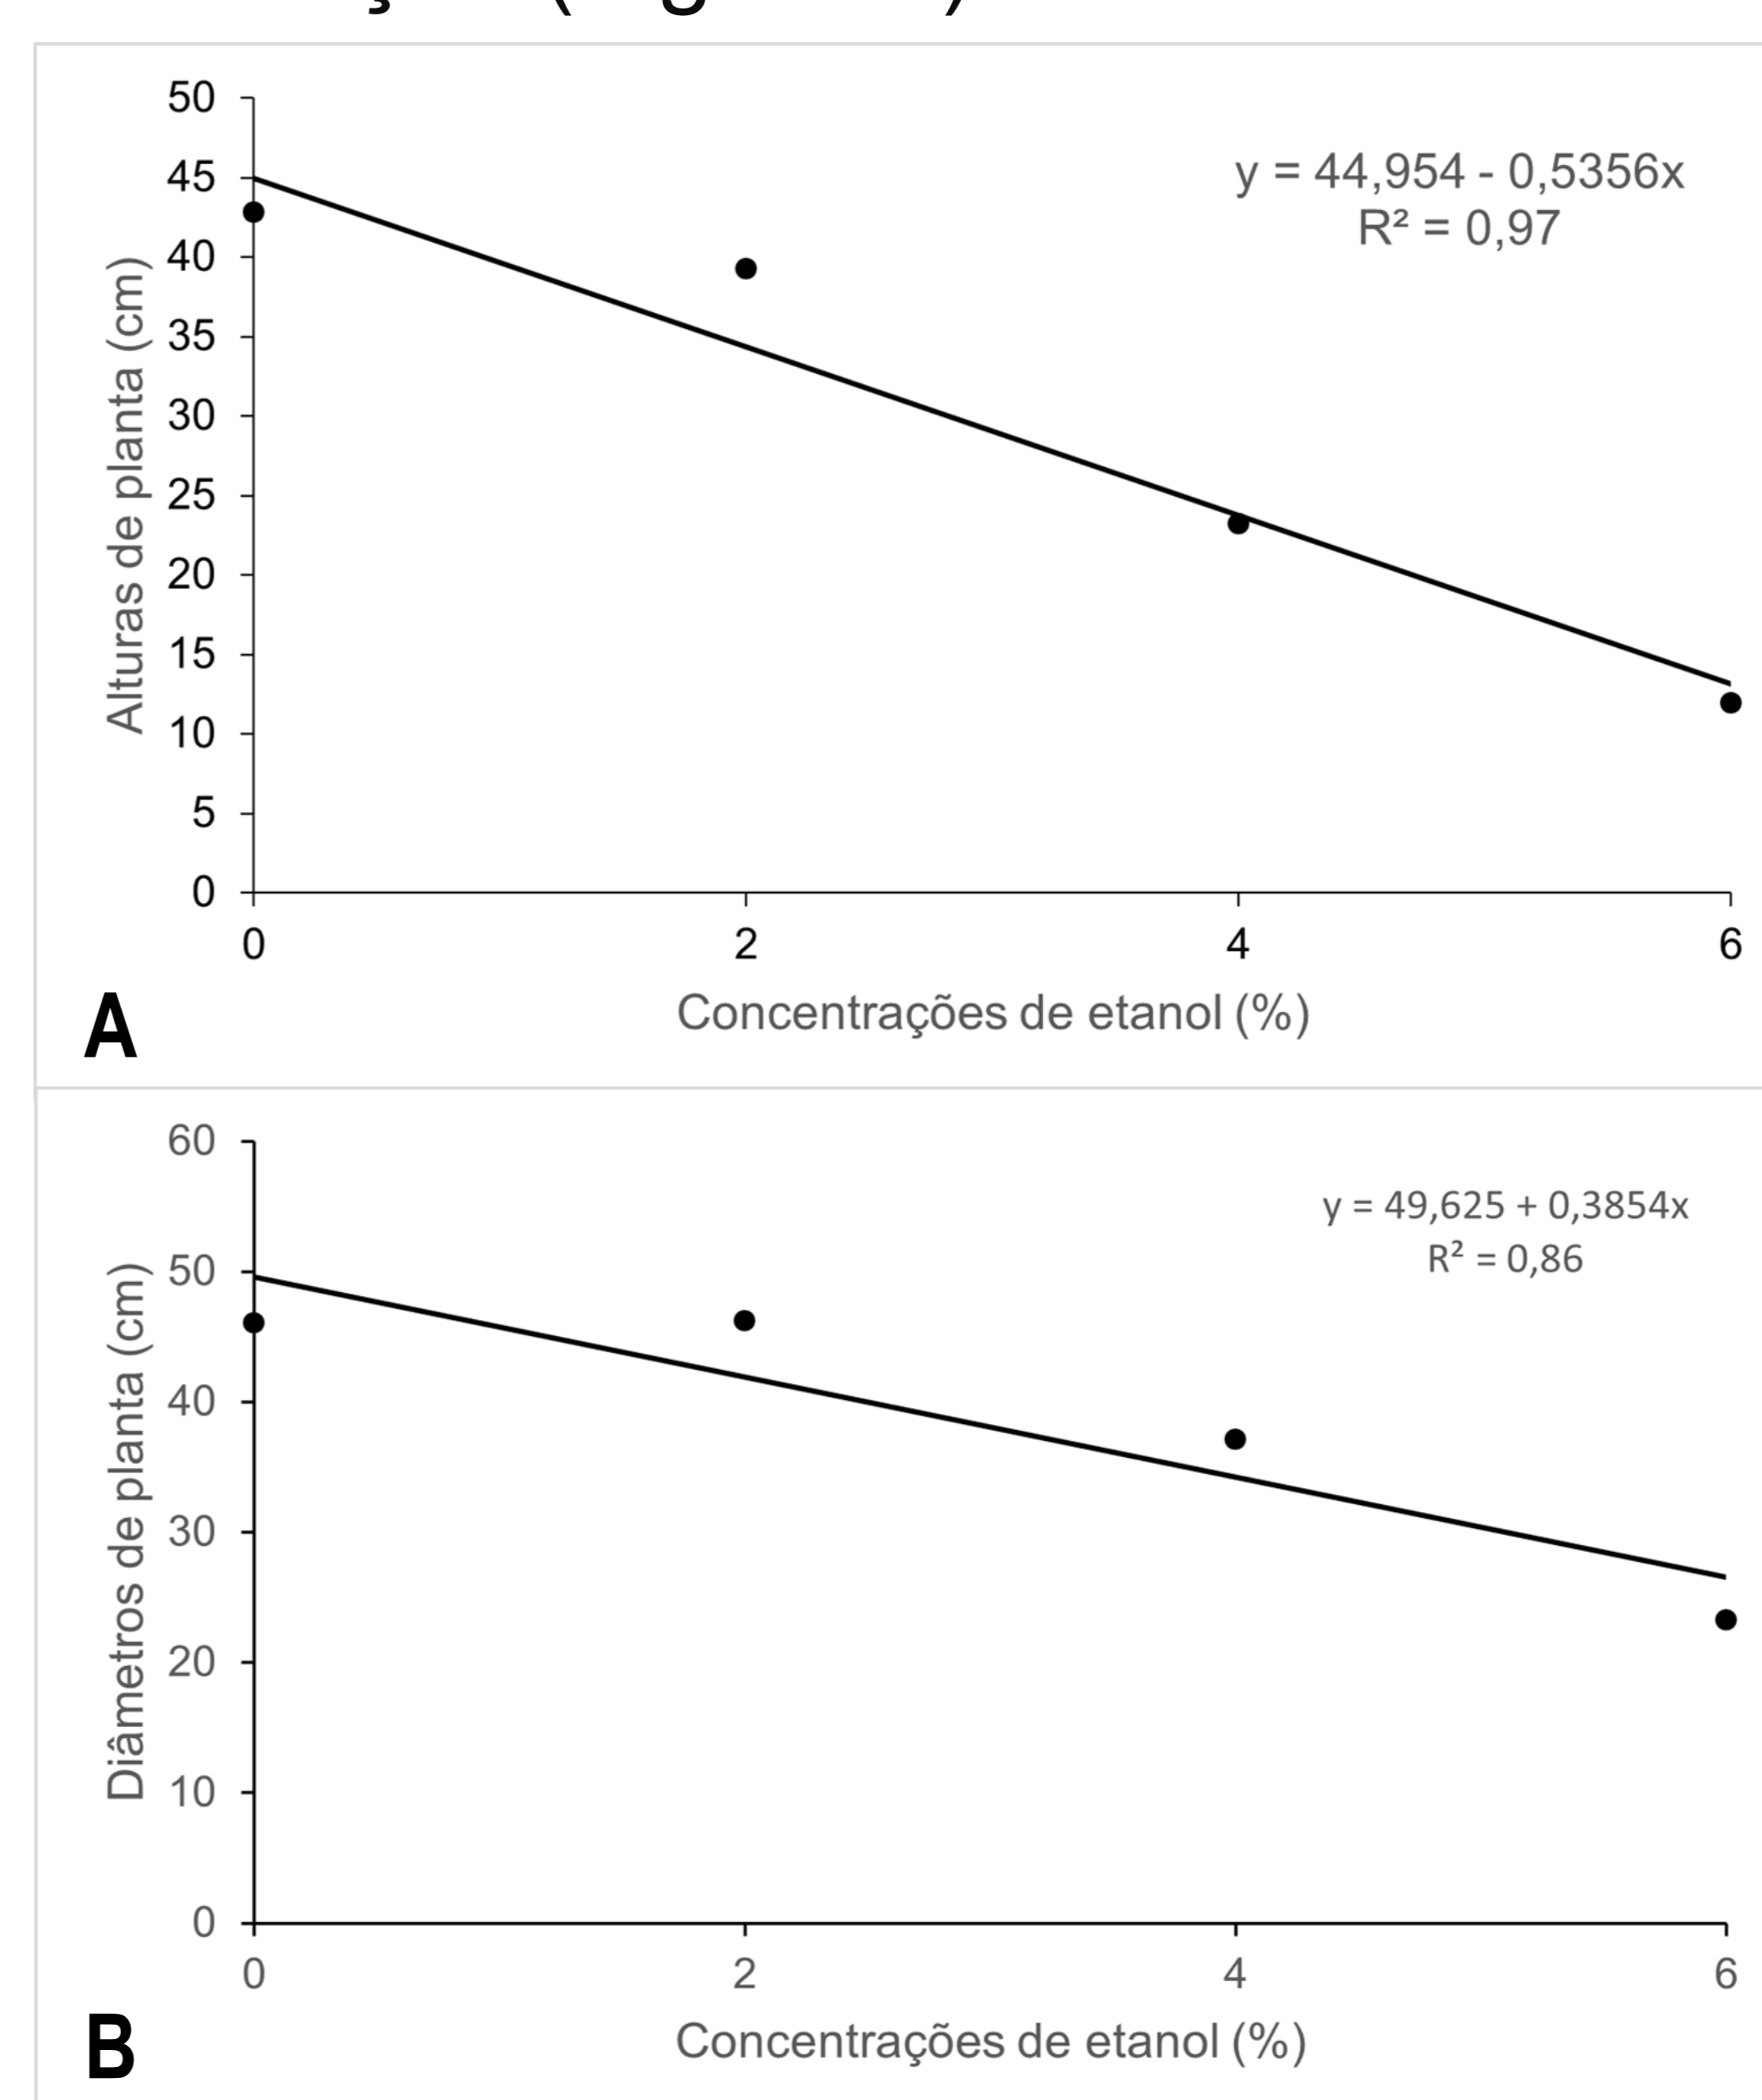 50
45
40
35
30
25
20
15
10
5
0
Alturas de planta (cm)
y = 44,954 - 0,5356x
R² = 0,97
0 2 4 6
Concentrações de etanol (%)
A
60
50
40
30
20
10
0
Diâmetros de planta (cm)
y = 49,625 + 0,3854x
R² = 0,86
0 2 4 6
Concentrações de etanol (%)
B